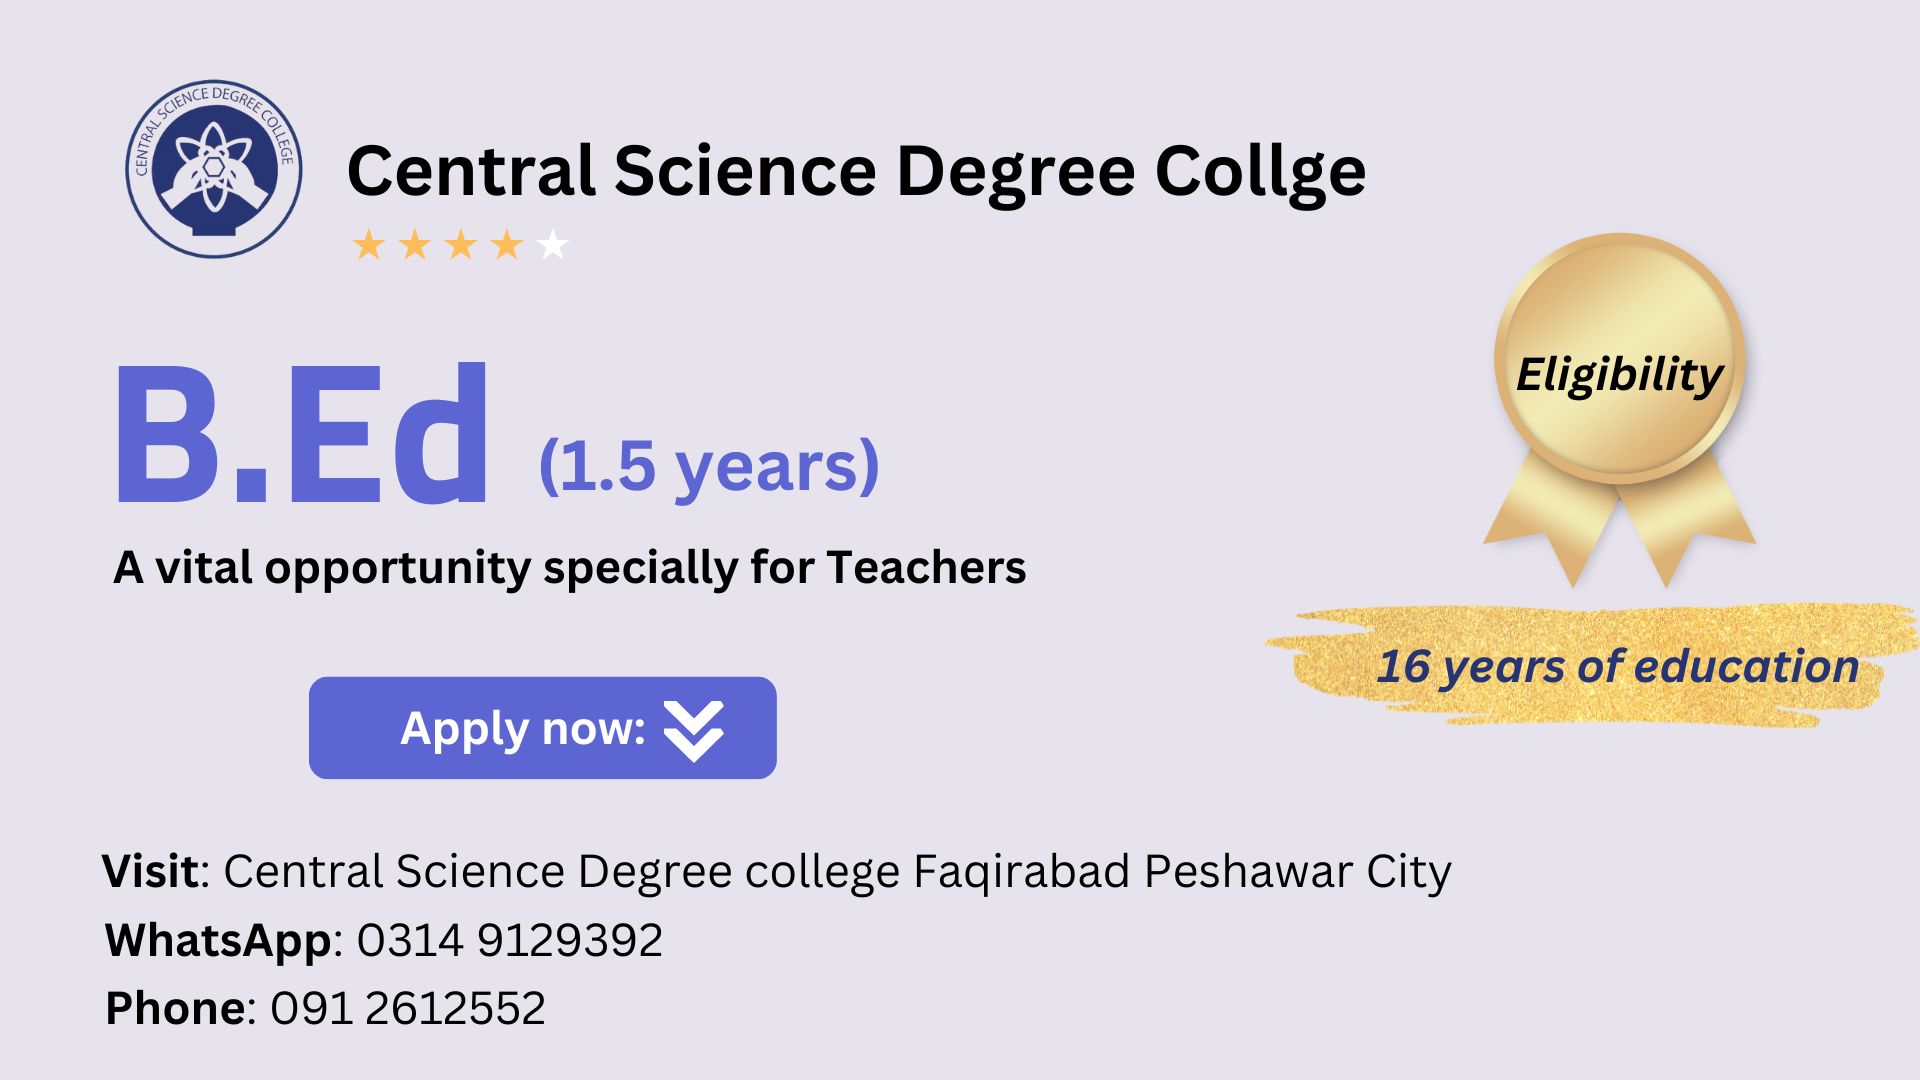 CENTRAL SCIENCE DEGREE COLLEGE
Central Science Degree Collge
B.Ed (1.5 years)
A vital opportunity specially for Teachers
Eligibility
16 years of education
Apply now:
Visit: Central Science Degree college Faqirabad Peshawar City
WhatsApp: 0314 9129392
Phone: 091 2612552